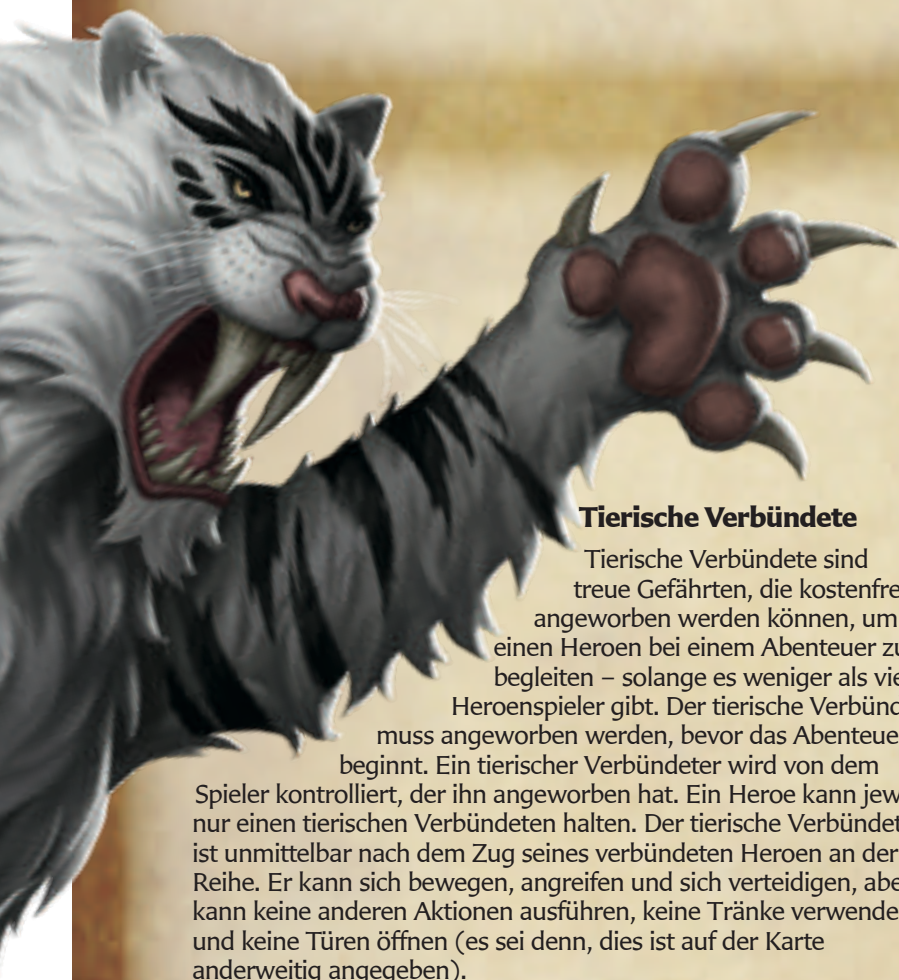 Tierische Verbündete
Tierische Verbündete sind
treue Gefährten, die kostenfre
angeworben werden können, um
einen Heroen bei einem Abenteuer zu
begleiten – solange es weniger als vie
Heroenspieler gibt. Der tierische Verbünd
muss angeworben werden, bevor das Abenteue
beginnt. Ein tierischer Verbündeter wird von dem
Spieler kontrolliert, der ihn angeworben hat. Ein Heroe kann jew
nur einen tierischen Verbündeten halten. Der tierische Verbündet
ist unmittelbar nach dem Zug seines verbündeten Heroen an der
Reihe. Er kann sich bewegen, angreifen und sich verteidigen, abe
kann keine anderen Aktionen ausführen, keine Tränke verwende
und keine Türen öffnen (es sei denn, dies ist auf der Karte
anderweitig angegeben).